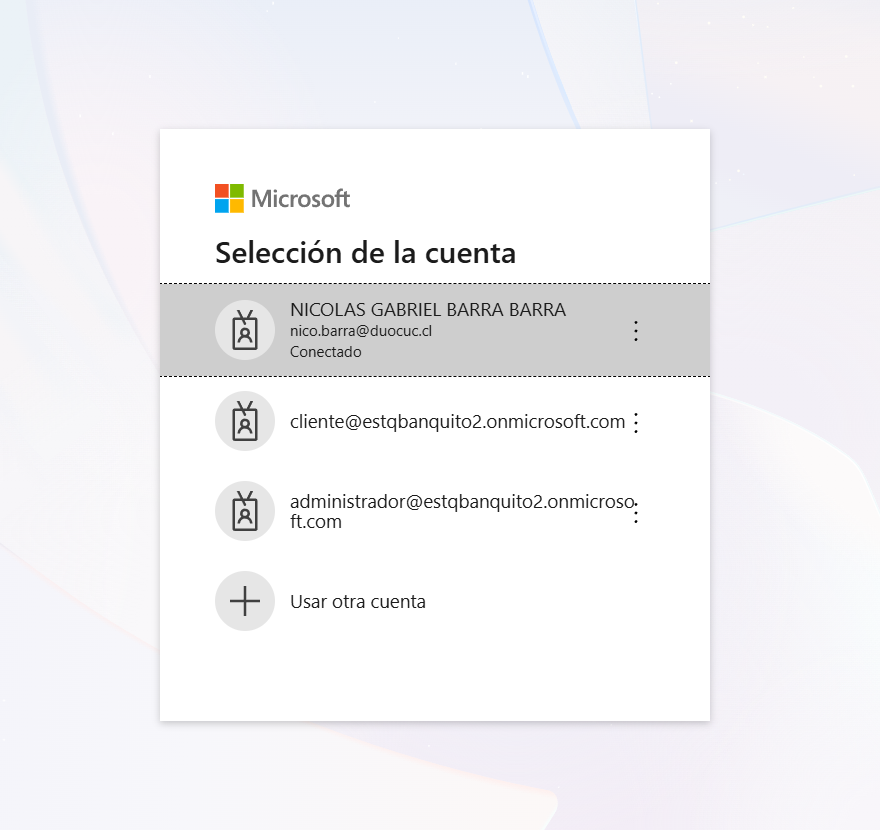 Microsoft
Selección de la cuenta
NICOLAS GABRIEL BARRA BARRA
nico.barra@duocuc.cl
Conectado
cliente@estqbanquito2.onmicrosoft.com
administrador@estqbanquito2.onmicroso
ft.com
Usar otra cuenta